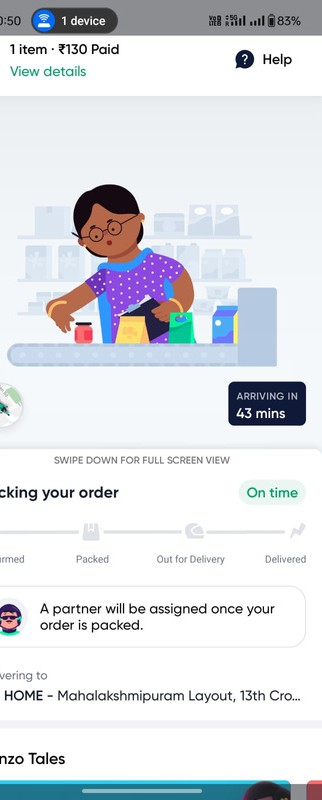 0:50 1 device 5G 83%
1 item · ₹130 Paid
View details
Help
ARRIVING IN
43 mins
SWIPE DOWN FOR FULL SCREEN VIEW
cking your order
On time
rmed Packed Out for Delivery Delivered
A partner will be assigned once your
order is packed.
vering to
HOME - Mahalakshmipuram Layout, 13th Cro...
nzo Tales